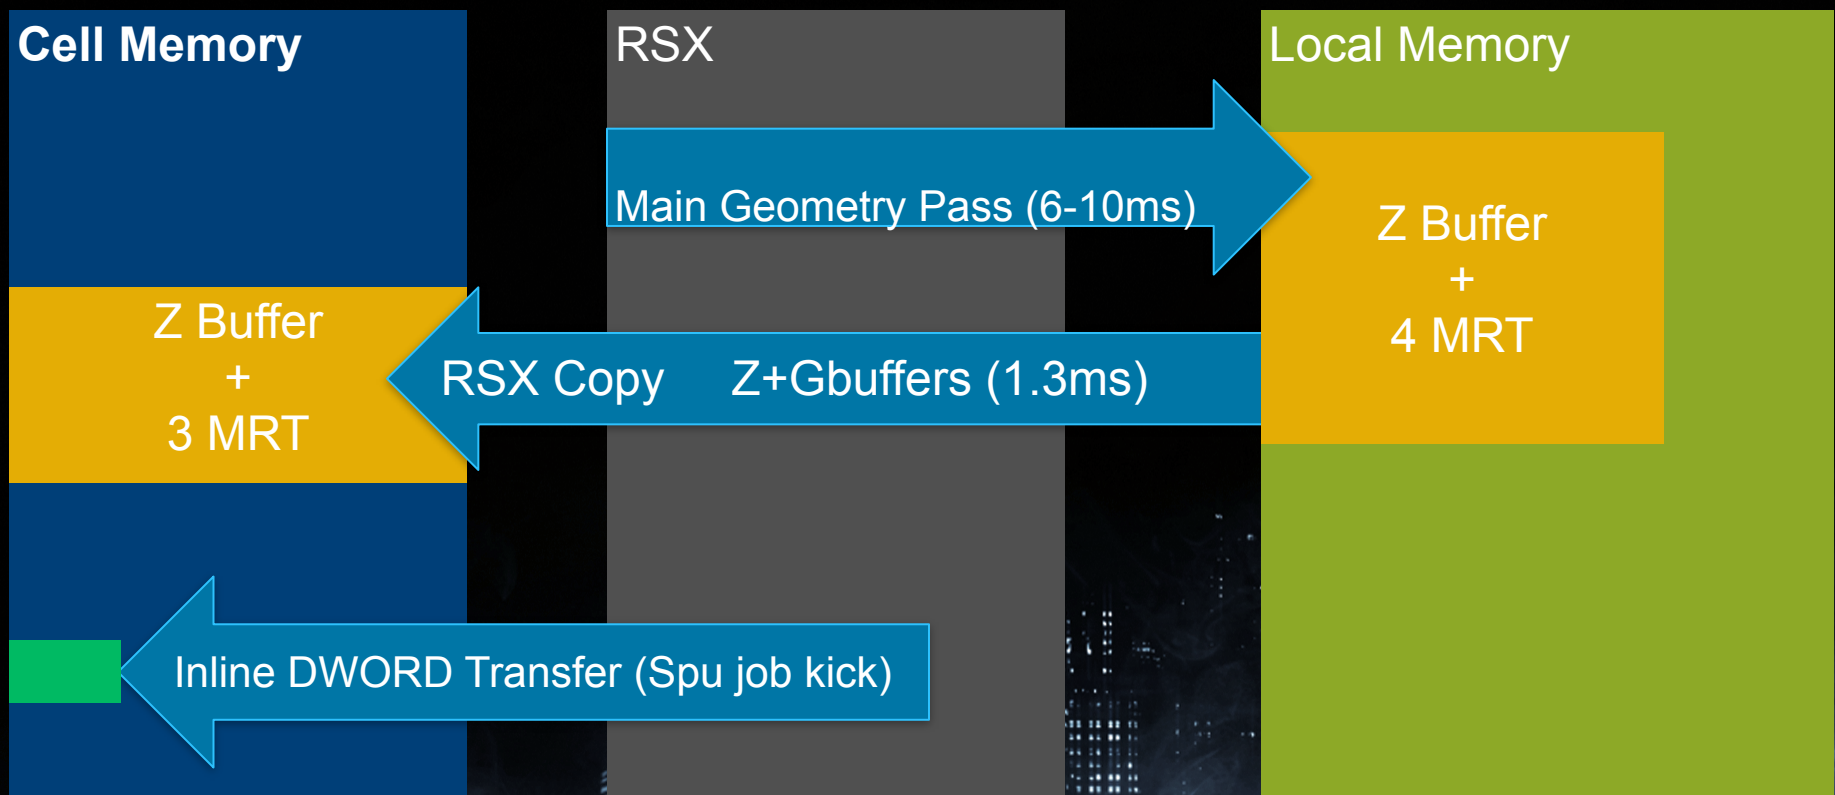 Cell Memory
RSX
Local Memory
Main Geometry Pass (6-10ms)
Z Buffer
+
4 MRT
Z Buffer
+
3 MRT
RSX Copy Z+Gbuffers (1.3ms)
Inline DWORD Transfer (Spu job kick)